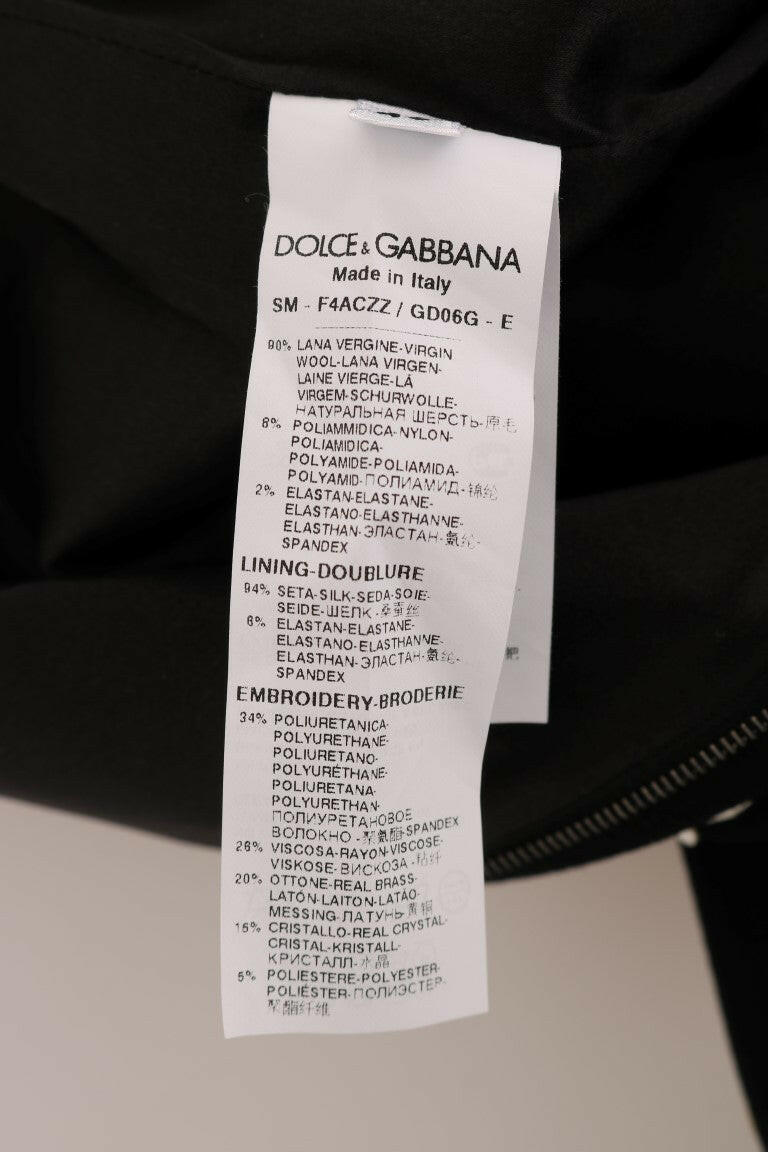 DOLCE & GABBANA
Made in Italy
SM - F4ACZZ / GD06G - E
90% LANA VERGINE-VIRGIN
WOOL-LANA VIRGEN-
LAINE VIERGE-LÃ
VIRGEM-SCHURWOLLE-
НАТУРАЛЬНАЯ ШЕРСТЬ-原毛
8% POLIAMMIDICA-NYLON-
POLIAMIDICA-
POLYAMIDE-POLIAMIDA-
POLYAMID-ПОЛИАМИД-锦纶
2% ELASTAN-ELASTANE-
ELASTANO-ELASTHANNE-
ELASTHAN-ЭЛАСТАН-氨纶-
SPANDEX
LINING-DOUBLURE
94% SETA-SILK-SEDA-SOIE-
SEIDE-ШЕЛК-桑蚕丝
6% ELASTAN-ELASTANE-
ELASTANO-ELASTHANNE-
ELASTHAN-ЭЛАСТАН-氨纶-
SPANDEX
EMBROIDERY-BRODERIE
34% POLIURETANICA-
POLYURETHANE-
POLIURETANO-
POLYURÉTHANE-
POLIURETANA-
POLYURETHAN-
ПОЛИУРЕТАНОВОЕ
ВОЛОКНО-聚氨酯-SPANDEX
26% VISCOSA-RAYON-VISCOSE-
VISKOSE-ВИСКОЗА-粘纤
20% OTTONE-REAL BRASS-
LATÓN-LAITON-LATÃO-
MESSING-ЛАТУНЬ-黄铜
15% CRISTALLO-REAL CRYSTAL-
CRISTAL-KRISTALL-
КРИСТАЛЛ-水晶
5% POLIESTERE-POLYESTER-
POLIÉSTER-ПОЛИЭСТЕР-
聚酯纤维